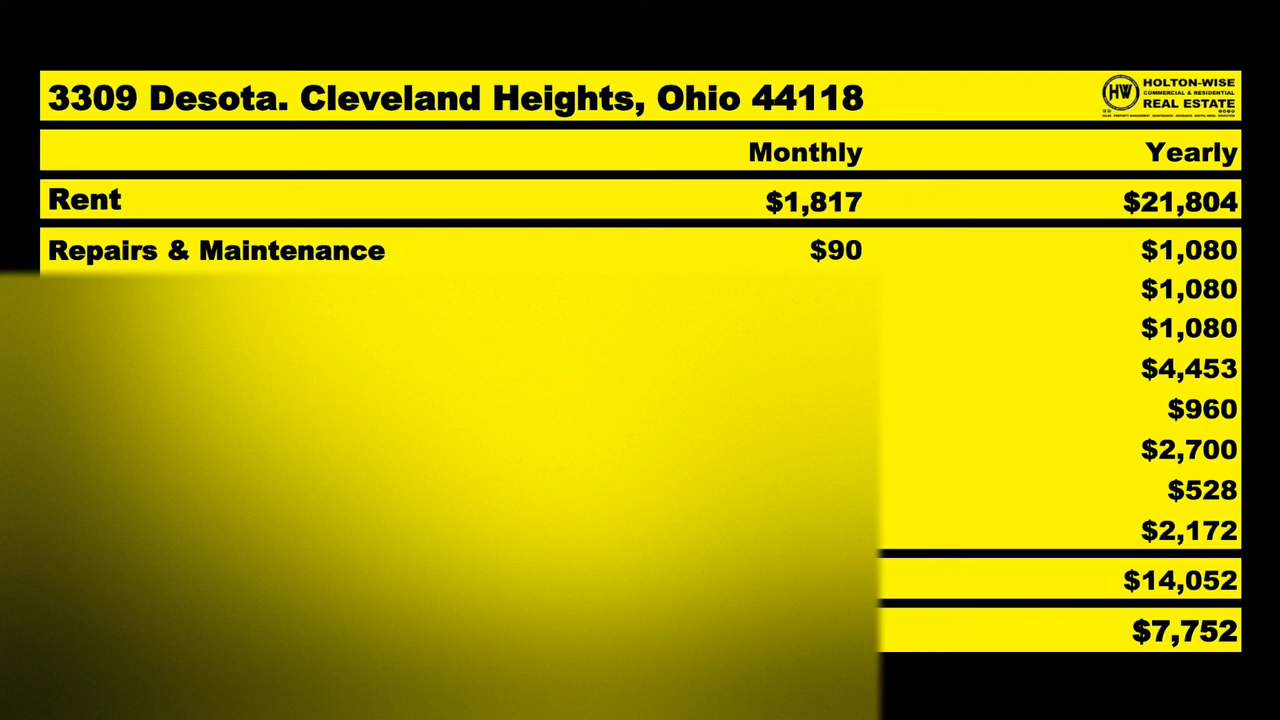 3309 Desota. Cleveland Heights, Ohio 44118
HOLTON-WISE
HW
COMMERCIAL & RESIDENTIAL
REAL ESTATE
Monthly Yearly
Rent $1,817 $21,804
Repairs & Maintenance $90 $1,080
$1,080
$1,080
$4,453
$960
$2,700
$528
$2,172
$14,052
$7,752